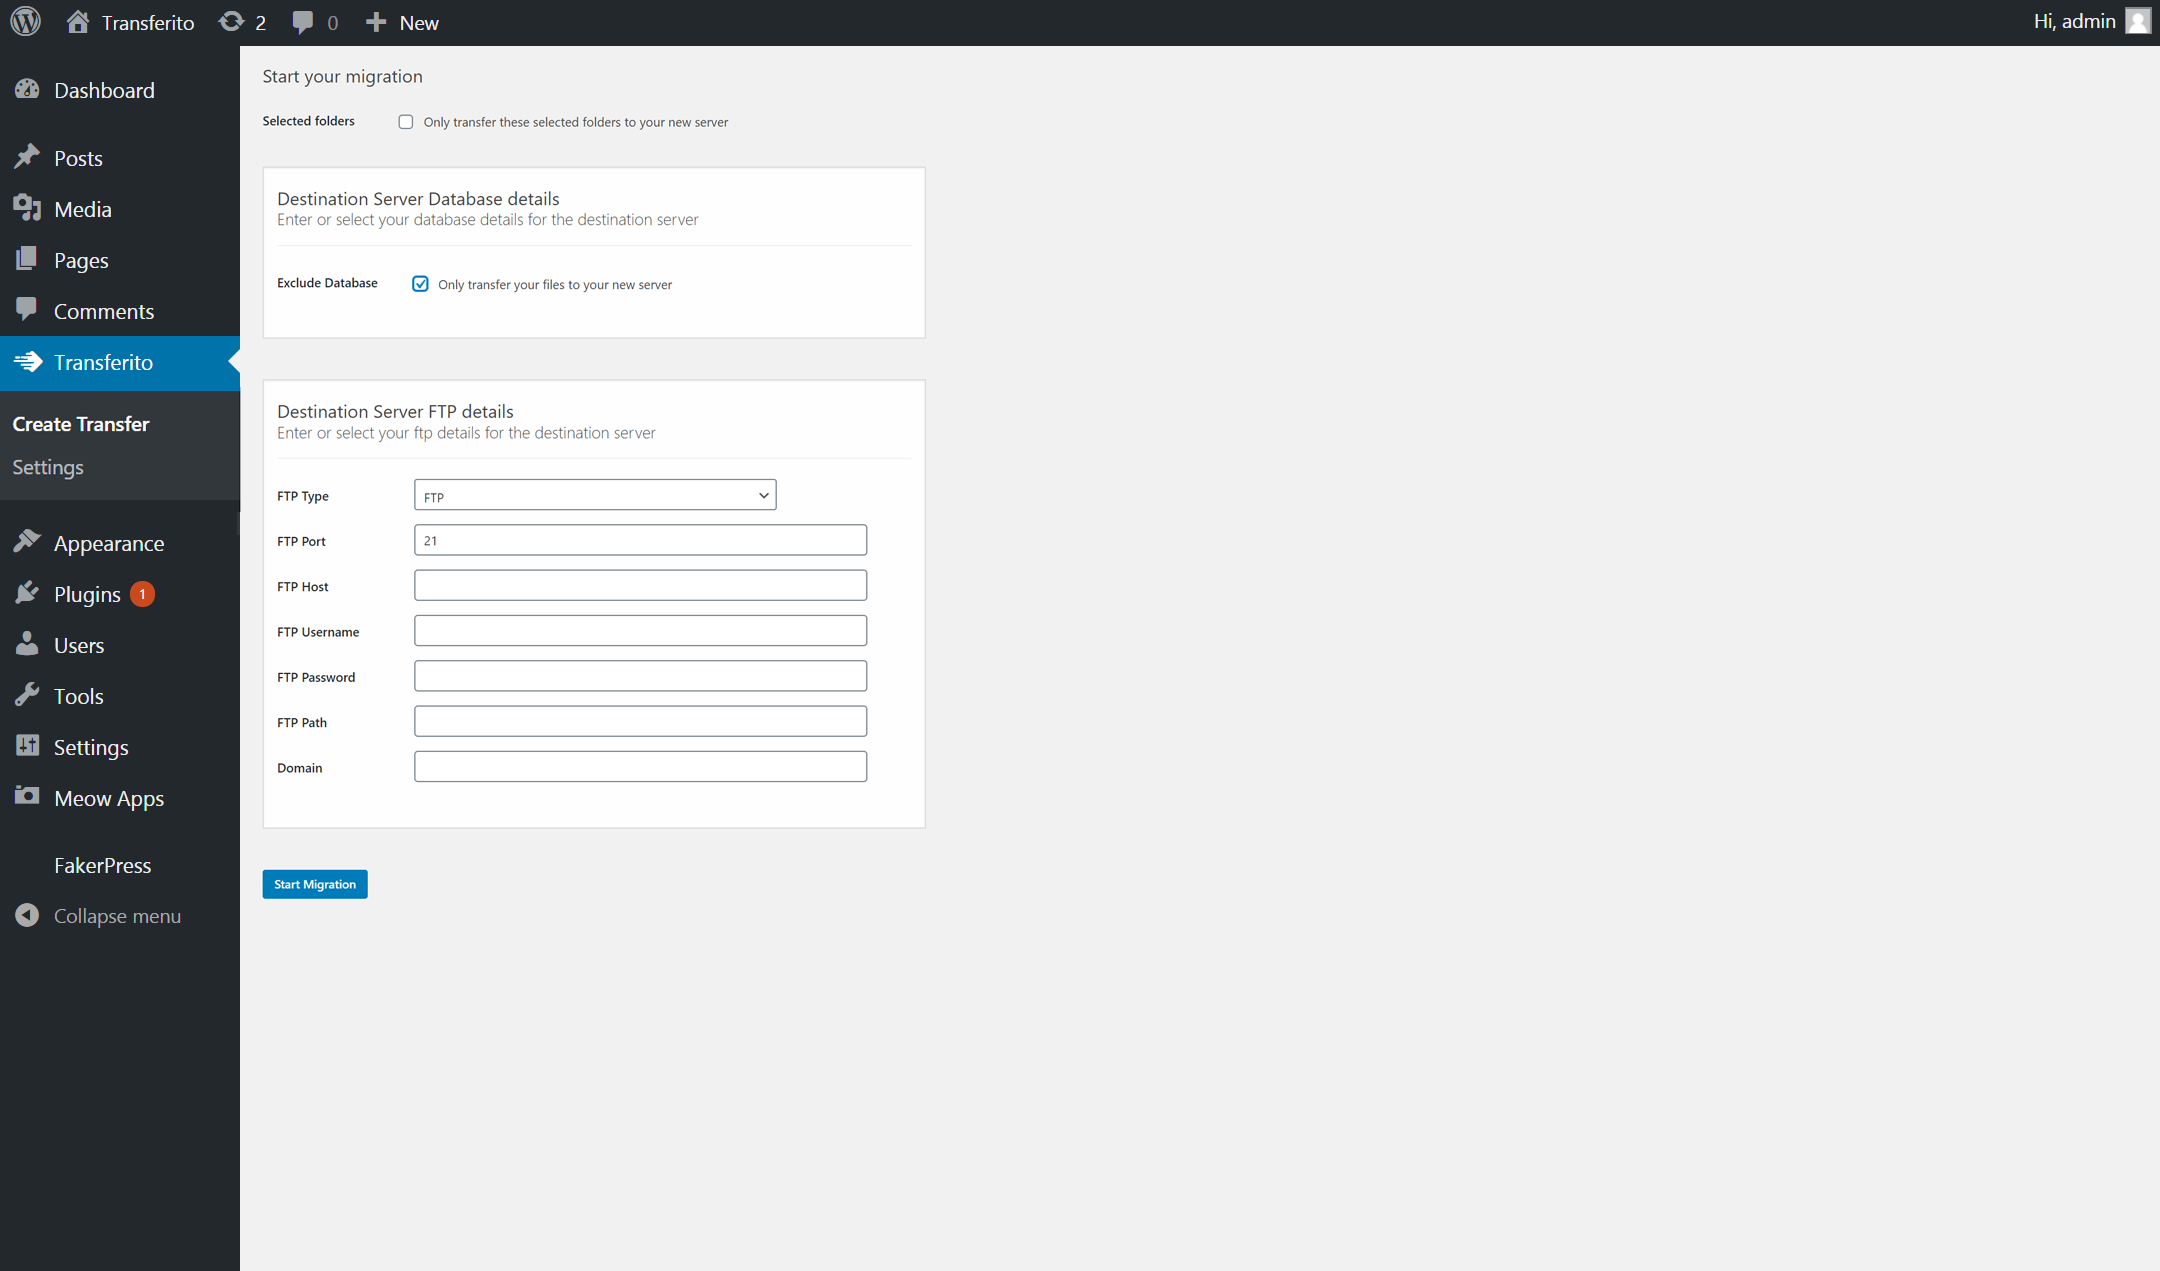 Transferito 2 0 New Hi, admin
Dashboard
Posts
Media
Pages
Comments
Transferito
Create Transfer
Settings
Appearance
Plugins 1
Users
Tools
Settings
Meow Apps
FakerPress
Collapse menu
Start your migration
Selected folders Only transfer these selected folders to your new server
Destination Server Database details
Enter or select your database details for the destination server
Exclude Database Only transfer your files to your new server
Destination Server FTP details
Enter or select your ftp details for the destination server
FTP Type FTP
FTP Port 21
FTP Host
FTP Username
FTP Password
FTP Path
Domain
Start Migration